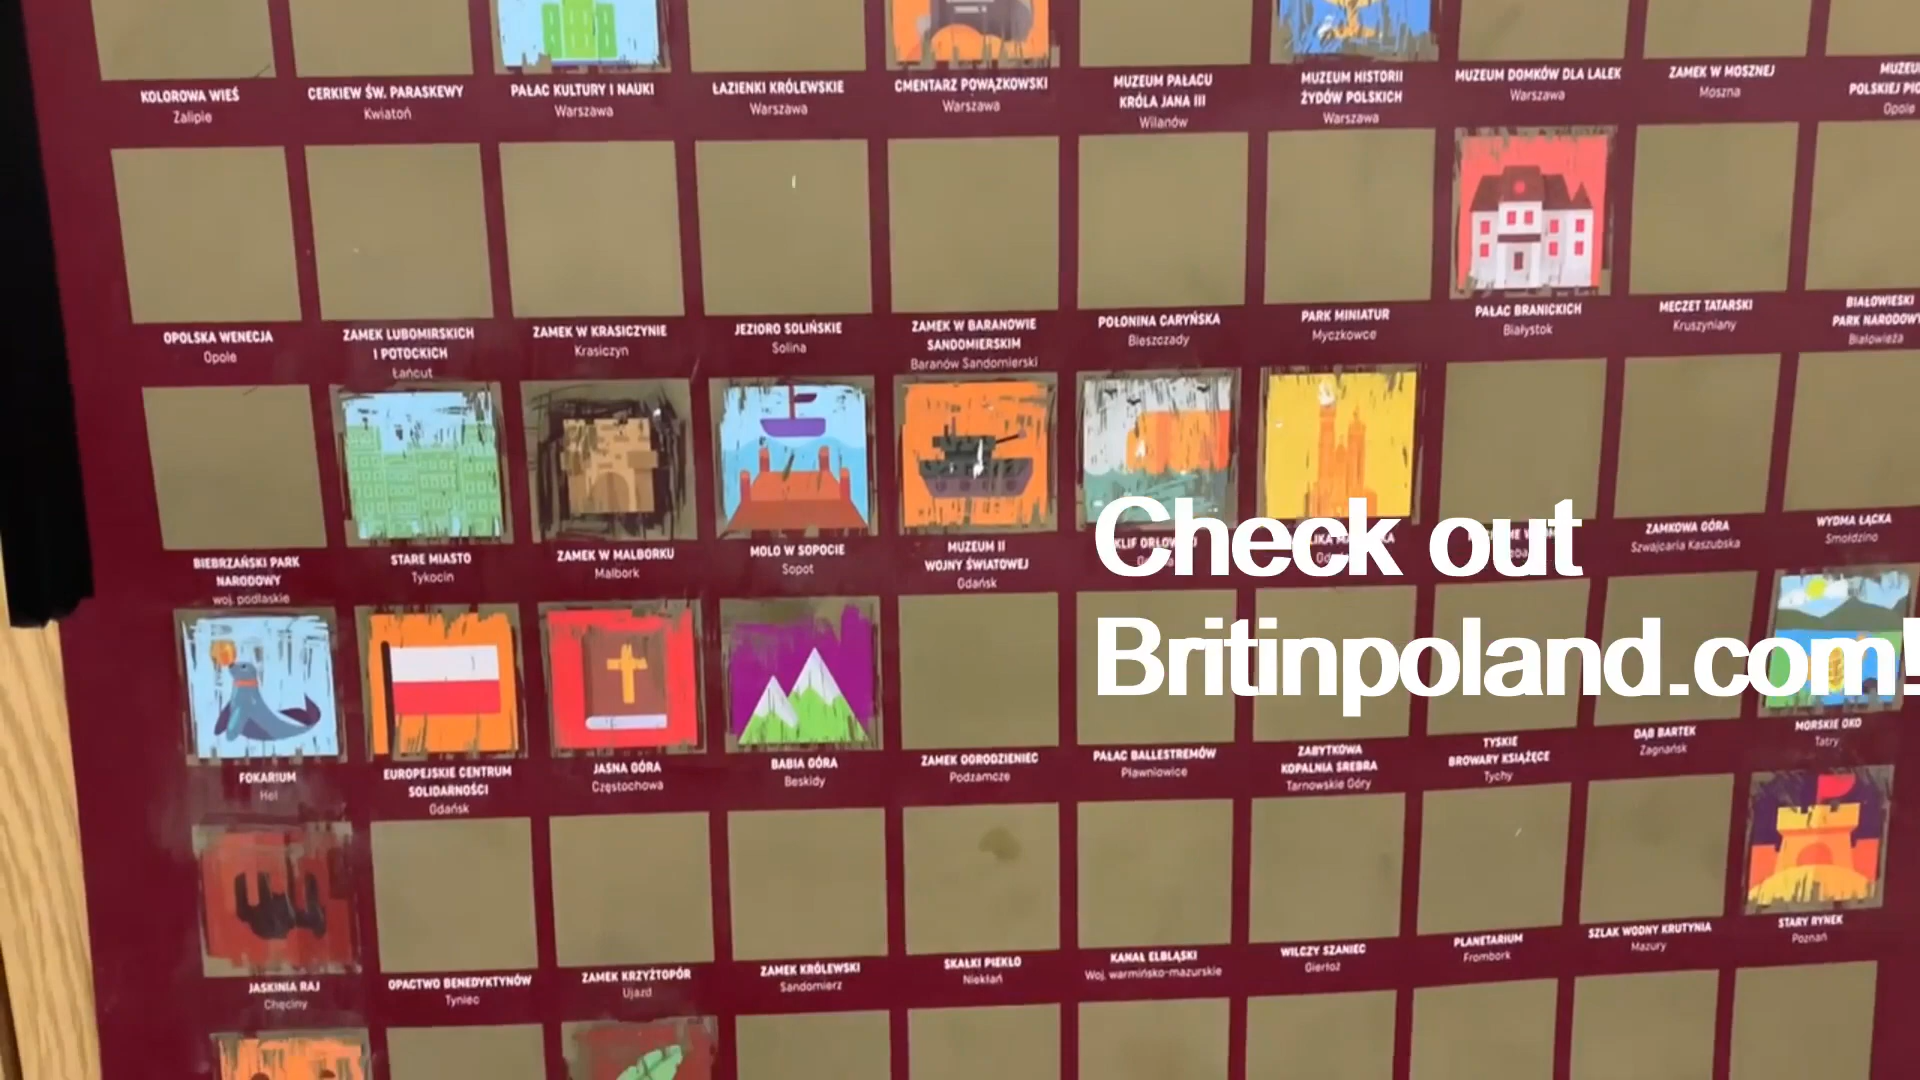 KOLOROWA WIEŚ
Zalipie
CERKIEW ŚW. PARASKEWY
Kwiatoń
PAŁAC KULTURY I NAUKI
Warszawa
ŁAZIENKI KRÓLEWSKIE
Warszawa
CMENTARZ POWĄZKOWSKI
Warszawa
MUZEUM PAŁACU
KRÓLA JANA III
Wilanów
MUZEUM HISTORII
ŻYDÓW POLSKICH
Warszawa
MUZEUM DOMKÓW DLA LALEK
Warszawa
ZAMEK W MOSZNEJ
Moszna
POLSKIEJ
Opole
OPOLSKA WENECJA
Opole
ZAMEK LUBOMIRSKICH
I POTOCKICH
Łańcut
ZAMEK W KRASICZYNIE
Krasiczyn
JEZIORO SOLIŃSKIE
Solina
ZAMEK W BARANOWIE
SANDOMIERSKIM
Baranów Sandomierski
POŁONINA CARYŃSKA
Bieszczady
PARK MINIATUR
Myczkowce
PAŁAC BRANICKICH
Białystok
MECZET TATARSKI
Kruszyniany
BIAŁOWIESKI
PARK NARODOWY
Białowieża
BIEBRZAŃSKI PARK
NARODOWY
woj. podlaskie
STARE MIASTO
Tykocin
ZAMEK W MALBORKU
Malbork
MOLO W SOPOCIE
Sopot
MUZEUM II
WOJNY ŚWIATOWEJ
Gdańsk
ZAMKOWA GÓRA
Szwajcaria Kaszubska
WYDMA ŁĄCKA
Smołdzino
Check out
Britinpoland.com!
FOKARIUM
Hel
EUROPEJSKIE CENTRUM
SOLIDARNOŚCI
Gdańsk
JASNA GÓRA
Częstochowa
BABIA GÓRA
Beskidy
ZAMEK OGRODZIENIEC
Podzamcze
PAŁAC BALLESTREMÓW
Pławniowice
ZABYTKOWA
KOPALNIA SREBRA
Tarnowskie Góry
TYSKIE
BROWARY KSIĄŻĘCE
Tychy
DĄB BARTEK
Zagnańsk
MORSKIE OKO
Tatry
JASKINIA RAJ
Chęciny
OPACTWO BENEDYKTYNÓW
Tyniec
ZAMEK KRZYŻTOPÓR
Ujazd
ZAMEK KRÓLEWSKI
Sandomierz
SKAŁKI PIEKŁO
Niekłań
KANAŁ ELBLĄSKI
Woj. warmińsko-mazurskie
WILCZY SZANIEC
Gierłoż
PLANETARIUM
Frombork
SZLAK WODNY KRUTYNIA
Mazury
STARY RYNEK
Poznań